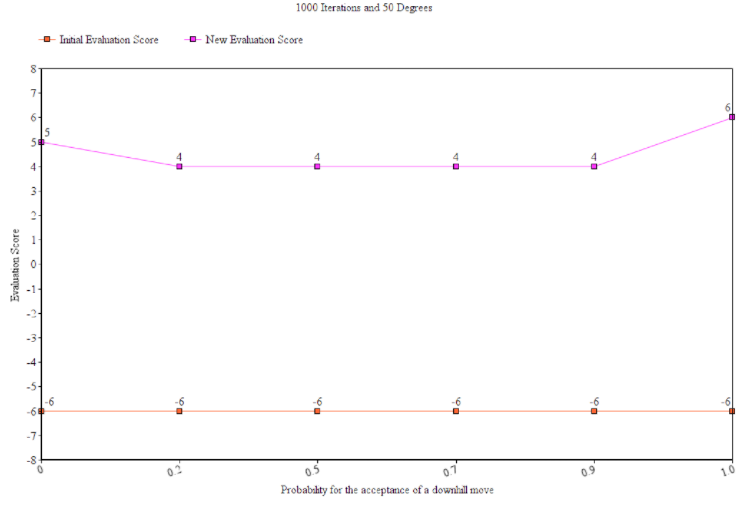 1000 Iterations and 50 Degrees
Initial Evaluation Score New Evaluation Score
8
7
6
5
4
3
2
1
0
-1
-2
-3
-4
-5
-6
-7
-8
Evaluation Score
5 4 4 4 4 6
-6 -6 -6 -6 -6 -6
0 0.2 0.5 0.7 0.9 1.0
Probability for the acceptance of a downhill move